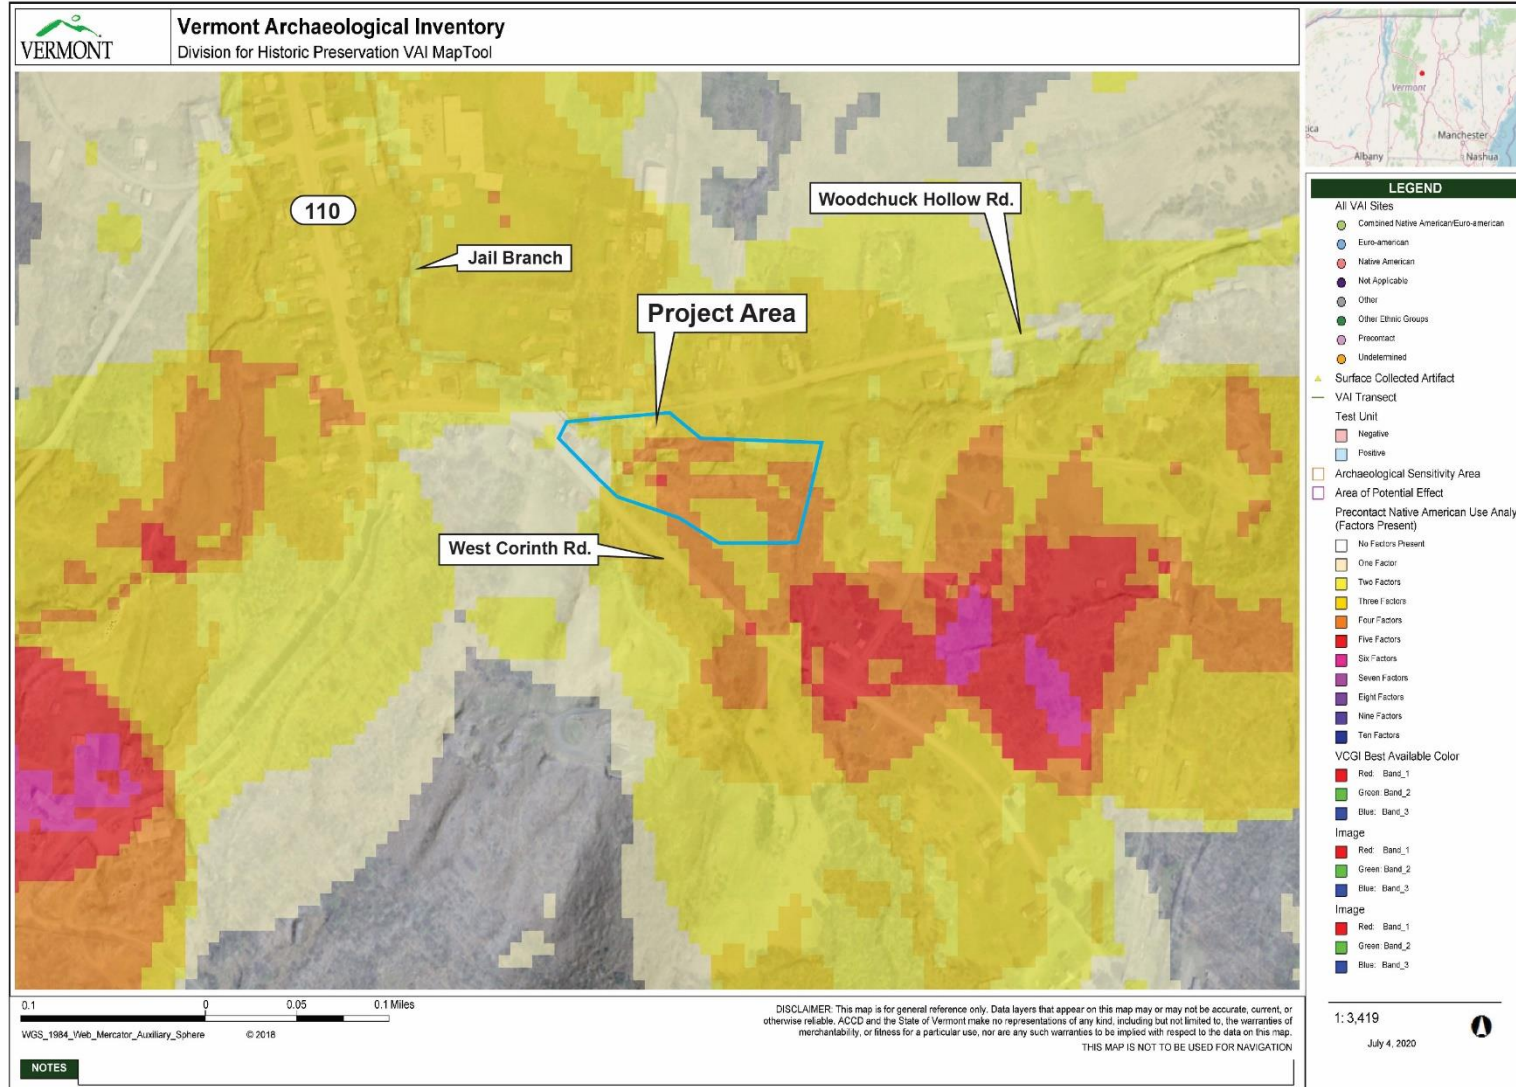 VERMONT
Vermont Archaeological Inventory
Division for Historic Preservation VAI MapTool
110
Jail Branch
Woodchuck Hollow Rd.
Project Area
West Corinth Rd.
Vermont
Manchester
Albany
Nashua
LEGEND
All VAI Sites
Combined Native American/Euro-american
Euro-american
Native American
Not Applicable
Other
Other Ethnic Groups
Precontact
Undetermined
Surface Collected Artifact
VAI Transect
Test Unit
Negative
Positive
Archaeological Sensitivity Area
Area of Potential Effect
Precontact Native American Use Analy
(Factors Present)
No Factors Present
One Factor
Two Factors
Three Factors
Four Factors
Five Factors
Six Factors
Seven Factors
Eight Factors
Nine Factors
Ten Factors
VCGI Best Available Color
Red: Band_1
Green: Band_2
Blue: Band_3
Image
Red: Band_1
Green: Band_2
Blue: Band_3
Image
Red: Band_1
Green: Band_2
Blue: Band_3
0.1 0 0.05 0.1 Miles
WGS_1984_Web_Mercator_Auxiliary_Sphere © 2018
DISCLAIMER: This map is for general reference only. Data layers that appear on this map may or may not be accurate, current, or
otherwise reliable. ACCD and the State of Vermont make no representations of any kind, including but not limited to, the warranties of
merchantability, or fitness for a particular use, nor are any such warranties to be implied with respect to the data on this map.
THIS MAP IS NOT TO BE USED FOR NAVIGATION
1: 3,419
July 4, 2020
NOTES